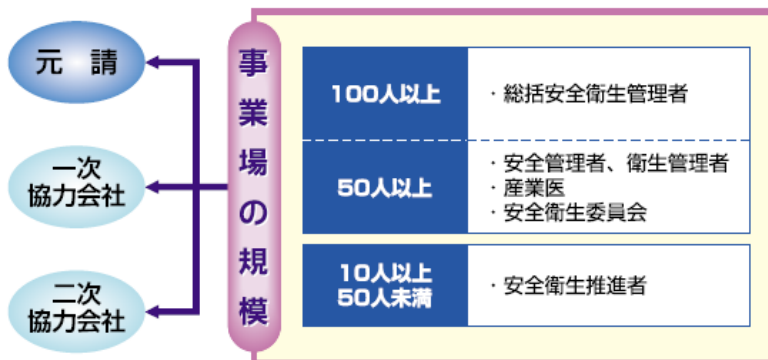 元　請
一次
協力会社
二次
協力会社
事業場の規模
100人以上
・総括安全衛生管理者
50人以上
・安全管理者、衛生管理者
・産業医
・安全衛生委員会
10人以上
50人未満
・安全衛生推進者